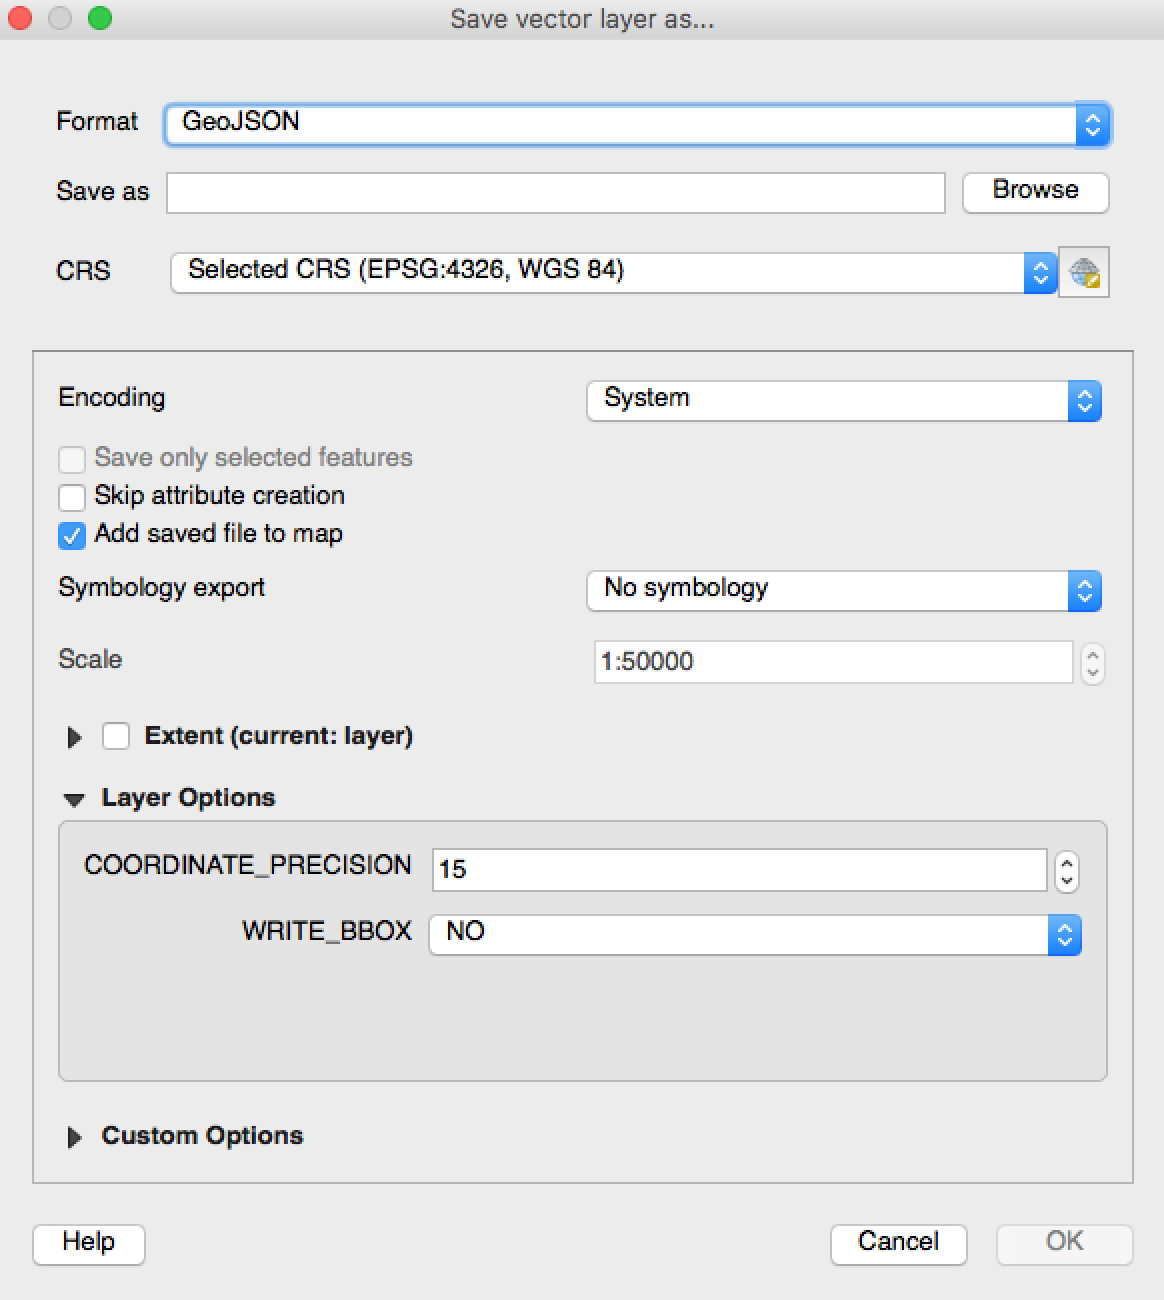 Save vector layer as...
Format GeoJSON
Save as Browse
CRS Selected CRS (EPSG:4326, WGS 84)
Encoding System
Save only selected features
Skip attribute creation
Add saved file to map
Symbology export No symbology
Scale 1:50000
Extent (current: layer)
Layer Options
COORDINATE_PRECISION 15
WRITE_BBOX NO
Custom Options
Help Cancel OK